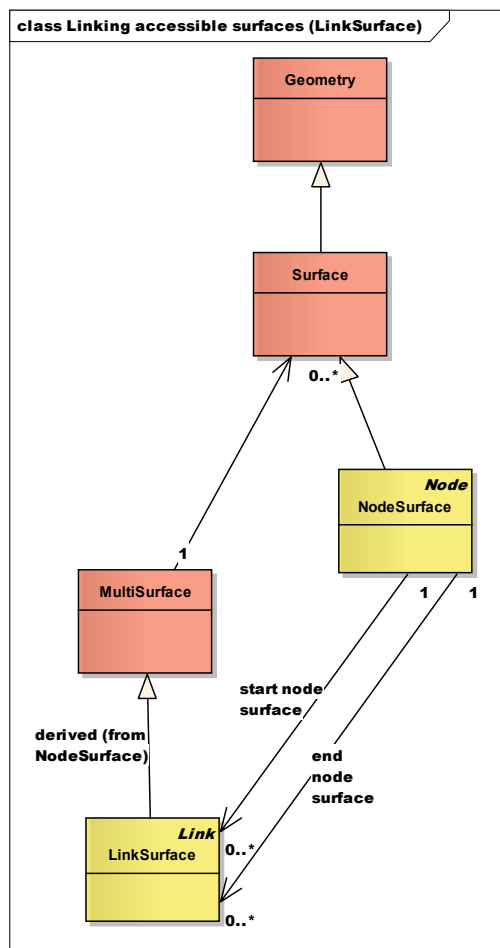 class Linking accessible surfaces (LinkSurface)
Geometry
Surface
0..*
Node
NodeSurface
1
MultiSurface
1
1
start node
surface
derived (from
NodeSurface)
end
node
surface
Link
LinkSurface
0..*
0..*